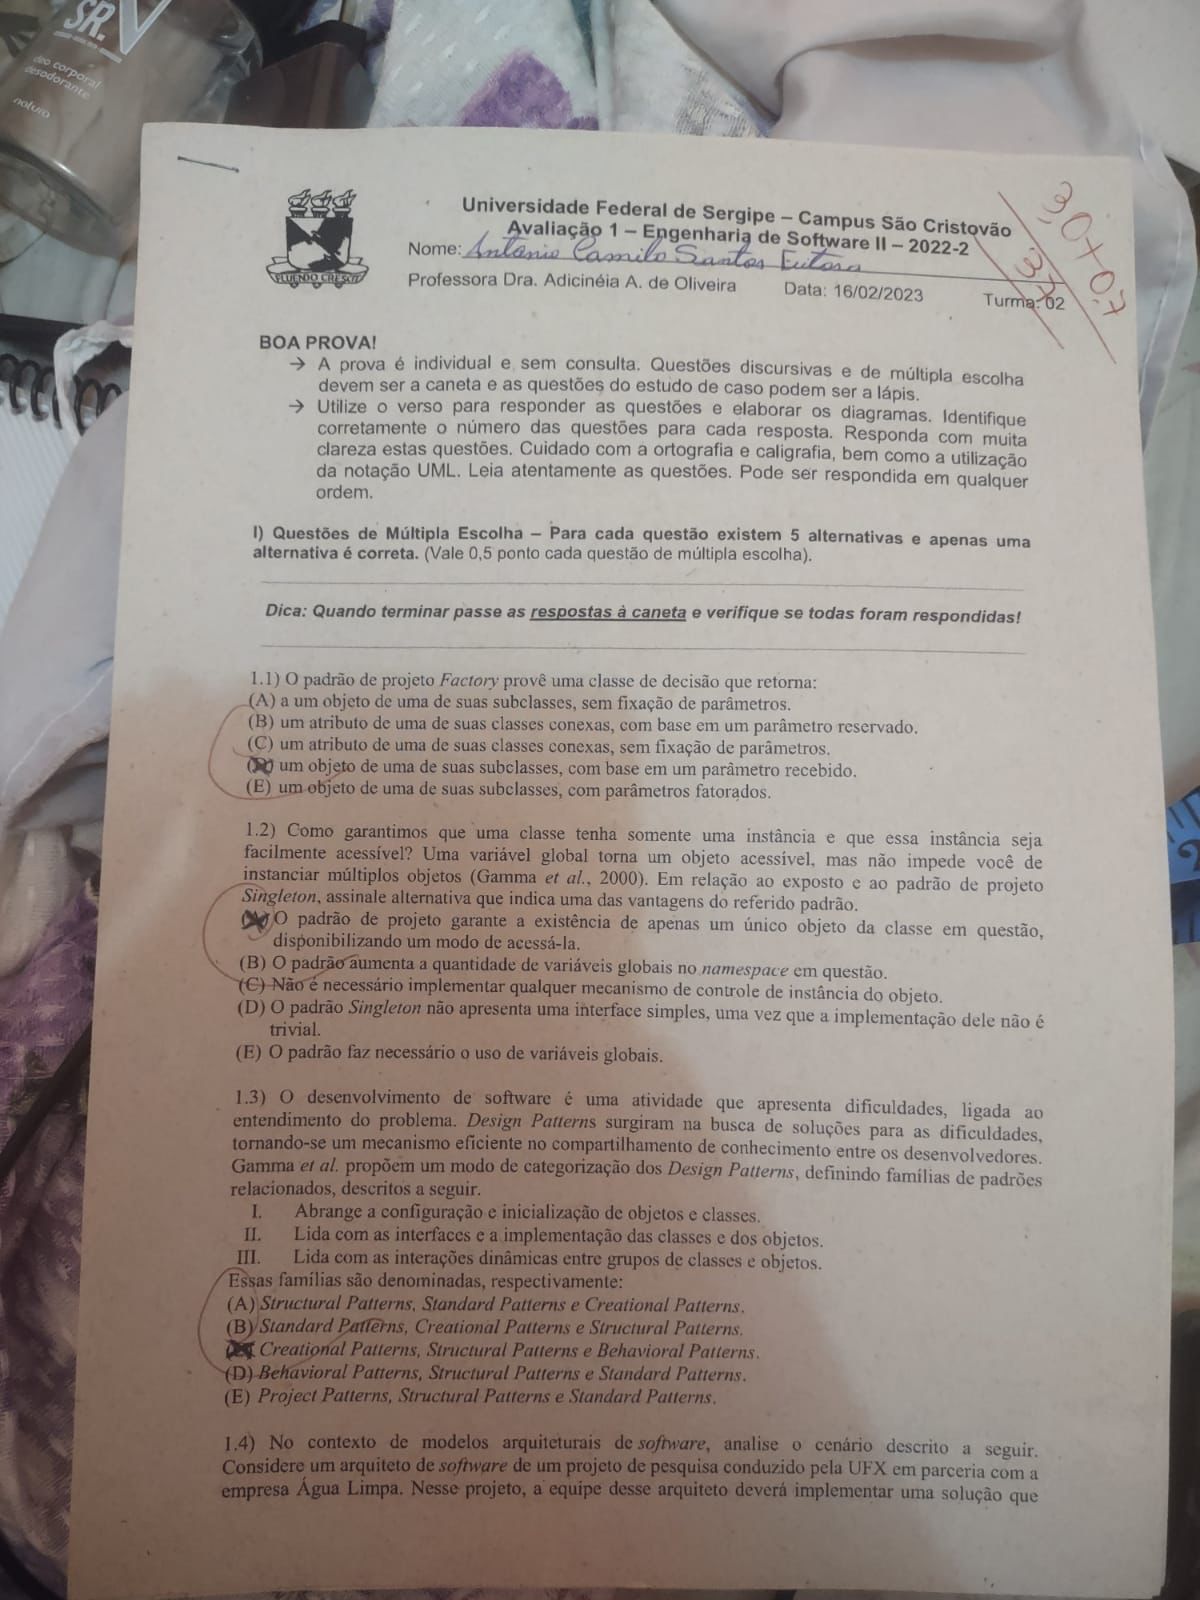 SR. V
deo corporal
desodorante
natura
Universidade Federal de Sergipe – Campus São Cristovão
Avaliação 1 – Engenharia de Software II – 2022-2
Nome: Antonio Camilo Santos
Professora Dra. Adicinéia A. de Oliveira Data: 16/02/2023 Turma: 02
3,0+0,7
3,7
FLUENDO CRESCIT
BOA PROVA!
→ A prova é individual e sem consulta. Questões discursivas e de múltipla escolha
devem ser a caneta e as questões do estudo de caso podem ser a lápis.
→ Utilize o verso para responder as questões e elaborar os diagramas. Identifique
corretamente o número das questões para cada resposta. Responda com muita
clareza estas questões. Cuidado com a ortografia e caligrafia, bem como a utilização
da notação UML. Leia atentamente as questões. Pode ser respondida em qualquer
ordem.
I) Questões de Múltipla Escolha – Para cada questão existem 5 alternativas e apenas uma
alternativa é correta. (Vale 0,5 ponto cada questão de múltipla escolha).
Dica: Quando terminar passe as respostas à caneta e verifique se todas foram respondidas!
1.1) O padrão de projeto Factory provê uma classe de decisão que retorna:
(A) a um objeto de uma de suas subclasses, sem fixação de parâmetros.
(B) um atributo de uma de suas classes conexas, com base em um parâmetro reservado.
(C) um atributo de uma de suas classes conexas, sem fixação de parâmetros.
(D) um objeto de uma de suas subclasses, com base em um parâmetro recebido.
(E) um objeto de uma de suas subclasses, com parâmetros fatorados.
1.2) Como garantimos que uma classe tenha somente uma instância e que essa instância seja
facilmente acessível? Uma variável global torna um objeto acessível, mas não impede você de
instanciar múltiplos objetos (Gamma et al., 2000). Em relação ao exposto e ao padrão de projeto
Singleton, assinale alternativa que indica uma das vantagens do referido padrão.
(A) O padrão de projeto garante a existência de apenas um único objeto da classe em questão,
disponibilizando um modo de acessá-la.
(B) O padrão aumenta a quantidade de variáveis globais no namespace em questão.
(C) Não é necessário implementar qualquer mecanismo de controle de instância do objeto.
(D) O padrão Singleton não apresenta uma interface simples, uma vez que a implementação dele não é
trivial.
(E) O padrão faz necessário o uso de variáveis globais.
1.3) O desenvolvimento de software é uma atividade que apresenta dificuldades, ligada ao
entendimento do problema. Design Patterns surgiram na busca de soluções para as dificuldades,
tornando-se um mecanismo eficiente no compartilhamento de conhecimento entre os desenvolvedores.
Gamma et al. propõem um modo de categorização dos Design Patterns, definindo famílias de padrões
relacionados, descritos a seguir.
I. Abrange a configuração e inicialização de objetos e classes.
II. Lida com as interfaces e a implementação das classes e dos objetos.
III. Lida com as interações dinâmicas entre grupos de classes e objetos.
Essas famílias são denominadas, respectivamente:
(A) Structural Patterns, Standard Patterns e Creational Patterns.
(B) Standard Patterns, Creational Patterns e Structural Patterns.
(C) Creational Patterns, Structural Patterns e Behavioral Patterns.
(D) Behavioral Patterns, Structural Patterns e Standard Patterns.
(E) Project Patterns, Structural Patterns e Standard Patterns.
1.4) No contexto de modelos arquiteturais de software, analise o cenário descrito a seguir.
Considere um arquiteto de software de um projeto de pesquisa conduzido pela UFX em parceria com a
empresa Água Limpa. Nesse projeto, a equipe desse arquiteto deverá implementar uma solução que